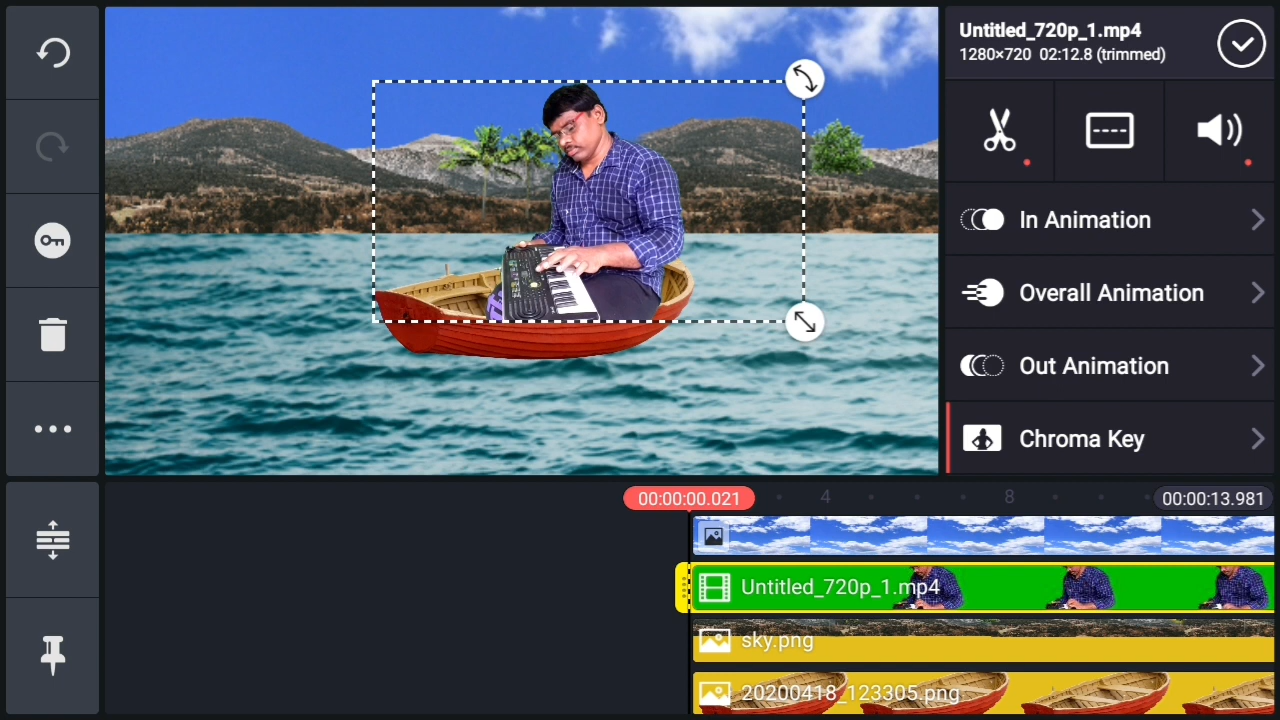 Untitled_720p_1.mp4
1280×720 02:12.8 (trimmed)
In Animation
Overall Animation
Out Animation
Chroma Key
00:00:00.021
4
8
00:00:13.981
Untitled_720p_1.mp4
sky.png
20200418_123305.png